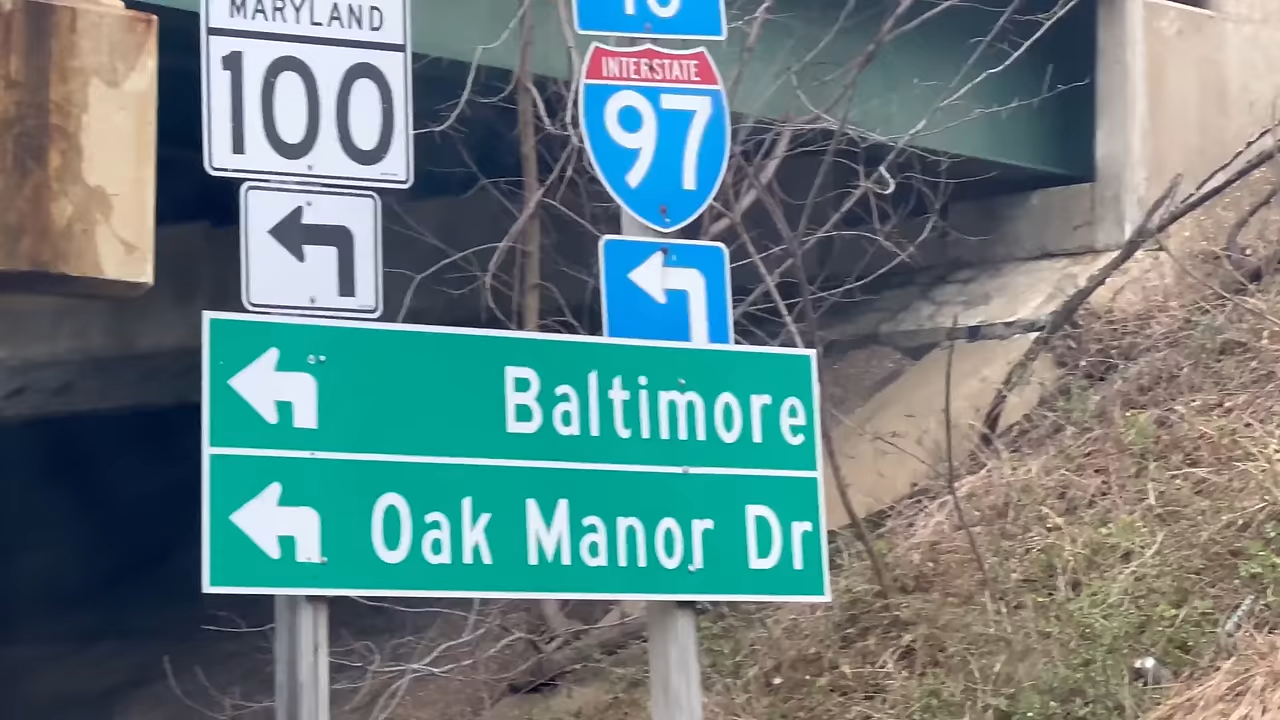 MARYLAND
100
INTERSTATE
97
Baltimore
Oak Manor Dr